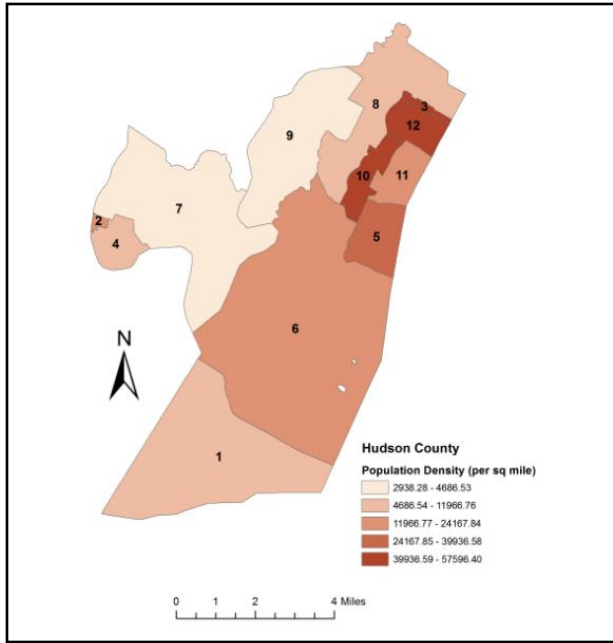 3
8
12
9
10
11
7
2
4
5
6
N
1
Hudson County
Population Density (per sq mile)
2938.28 - 4686.53
4686.54 - 11966.76
11966.77 - 24167.84
24167.85 - 39936.58
39936.59 - 57596.40
0 1 2 4 Miles